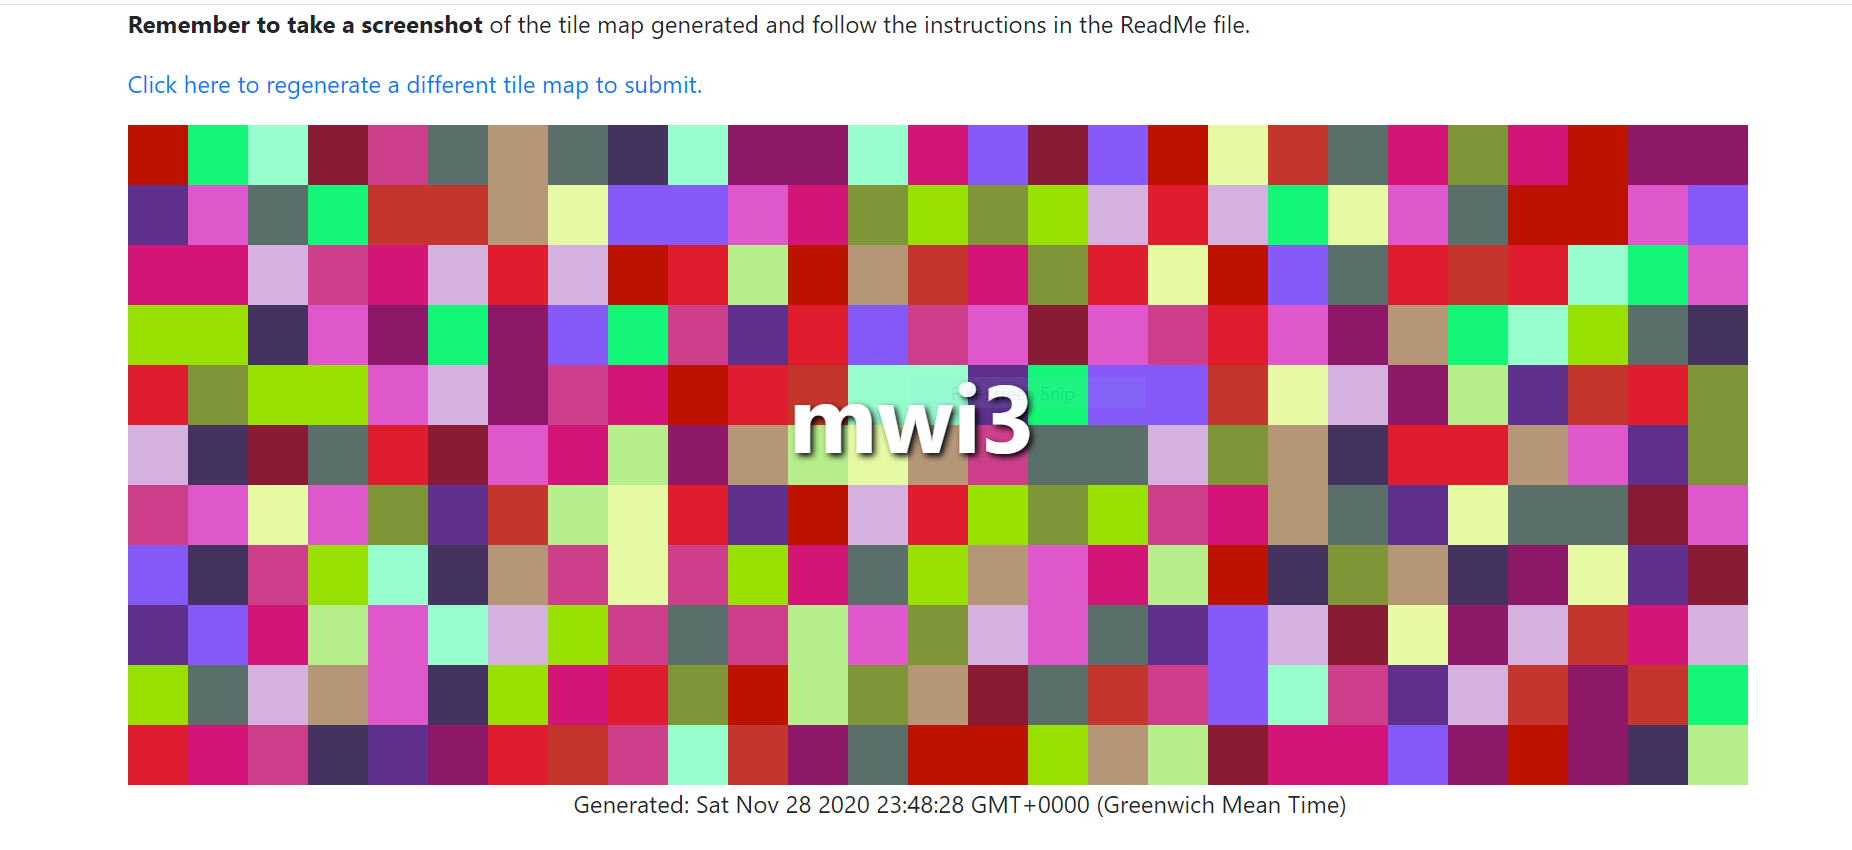 Remember to take a screenshot of the tile map generated and follow the instructions in the ReadMe file.
Click here to regenerate a different tile map to submit.
Snip
mwi3
Generated: Sat Nov 28 2020 23:48:28 GMT+0000 (Greenwich Mean Time)